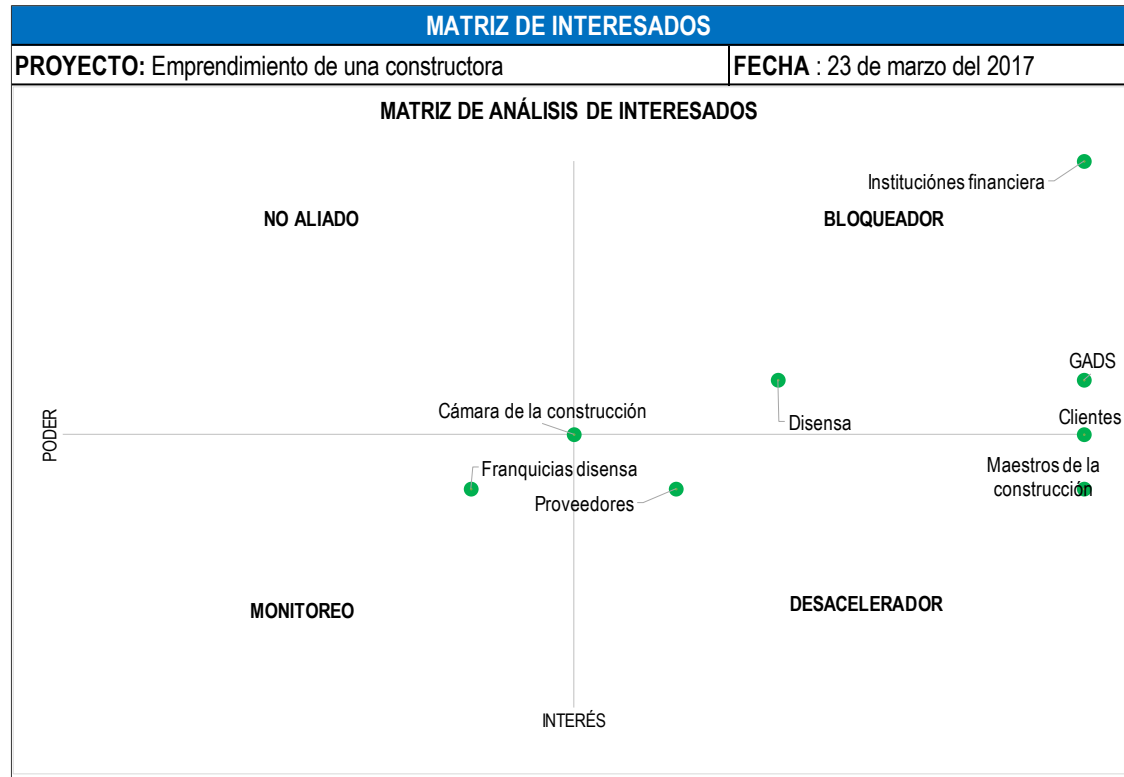 MATRIZ DE INTERESADOS
PROYECTO: Emprendimiento de una constructora
FECHA : 23 de marzo del 2017
MATRIZ DE ANÁLISIS DE INTERESADOS
Instituciónes financiera
NO ALIADO
BLOQUEADOR
GADS
Cámara de la construcción
Disensa
Clientes
PODER
Franquicias disensa
Proveedores
Maestros de la
construcción
MONITOREO
DESACELERADOR
INTERÉS